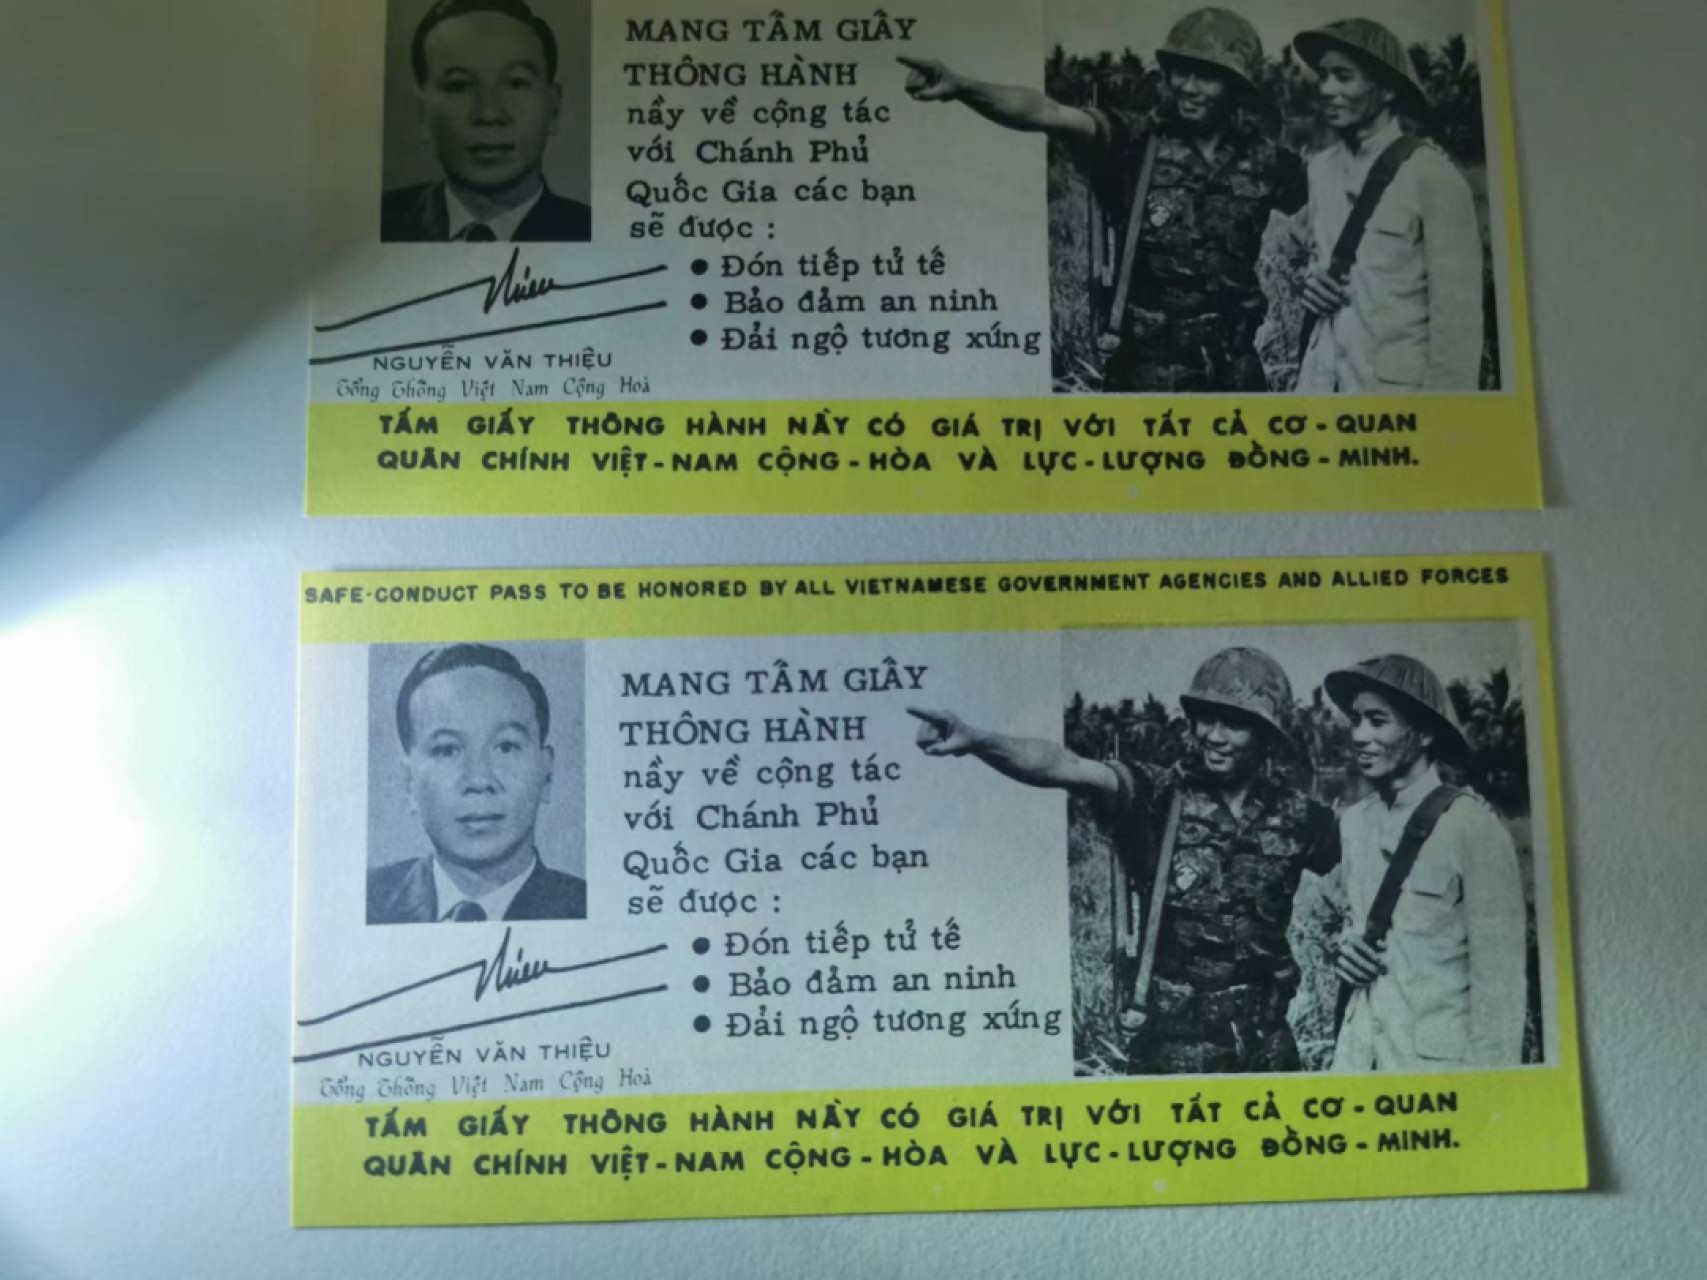 MANG TẤM GIẤY
THÔNG HÀNH
nầy về cộng tác
với Chánh Phủ
Quốc Gia các bạn
sẽ được :
● Đón tiếp tử tế
● Bảo đảm an ninh
● Đải ngộ tương xứng
Thieu
NGUYỄN VĂN THIỆU
Tổng Thống Việt Nam Cộng Hoà
TẤM GIẤY THÔNG HÀNH NẦY CÓ GIÁ TRỊ VỚI TẤT CẢ CƠ - QUAN
QUÂN CHÍNH VIỆT - NAM CỘNG - HÒA VÀ LỰC - LƯỢNG ĐỒNG - MINH.
SAFE-CONDUCT PASS TO BE HONORED BY ALL VIETNAMESE GOVERNMENT AGENCIES AND ALLIED FORCES
MANG TẤM GIẤY
THÔNG HÀNH
nầy về cộng tác
với Chánh Phủ
Quốc Gia các bạn
sẽ được :
● Đón tiếp tử tế
● Bảo đảm an ninh
● Đải ngộ tương xứng
Thieu
NGUYỄN VĂN THIỆU
Tổng Thống Việt Nam Cộng Hoà
TẤM GIẤY THÔNG HÀNH NẦY CÓ GIÁ TRỊ VỚI TẤT CẢ CƠ - QUAN
QUÂN CHÍNH VIỆT - NAM CỘNG - HÒA VÀ LỰC - LƯỢNG ĐỒNG - MINH.